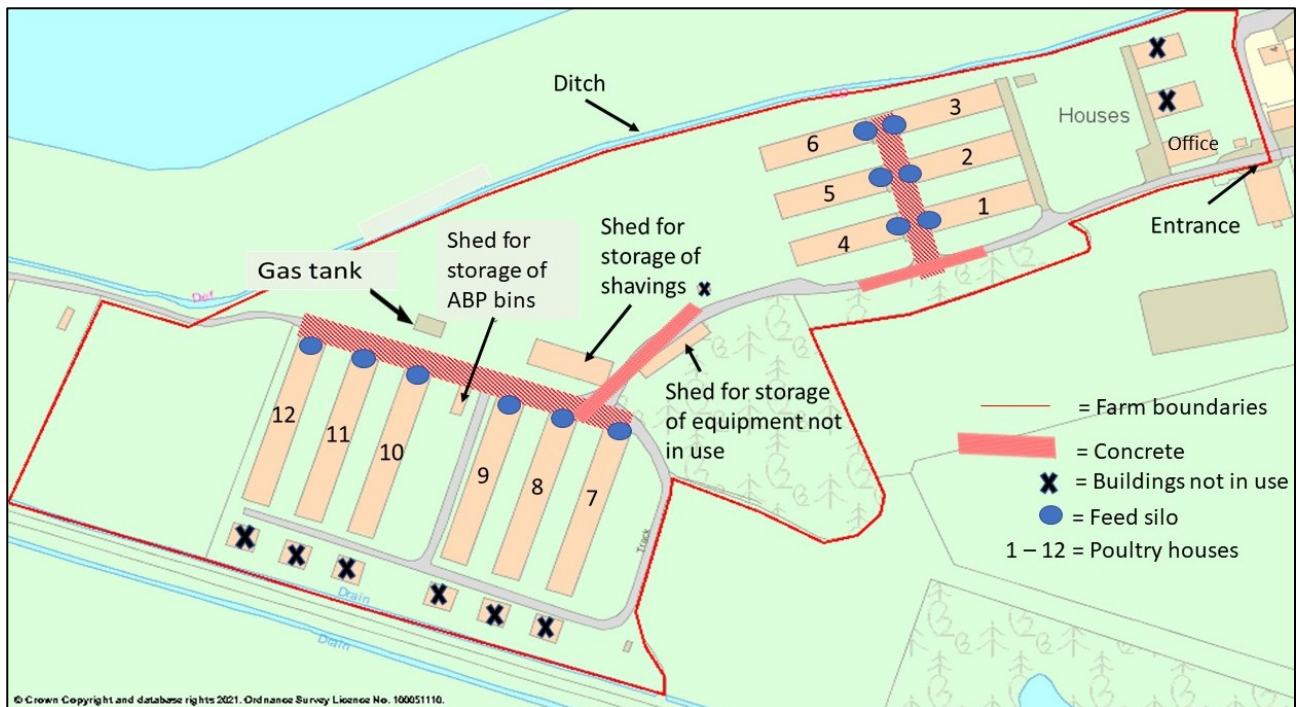 Ditch
ED
3
Houses
Office
6
2
5
1
4
Entrance
Shed for
storage of
shavings
Shed for
storage of
ABP bins
Gas tank
Def
Shed for storage
of equipment not
in use
12
11
10
9
8
7
Track
Drain
Drain
= Farm boundaries
= Concrete
= Buildings not in use
= Feed silo
1 – 12 = Poultry houses
© Crown Copyright and database rights 2021. Ordnance Survey Licence No. 100051110.